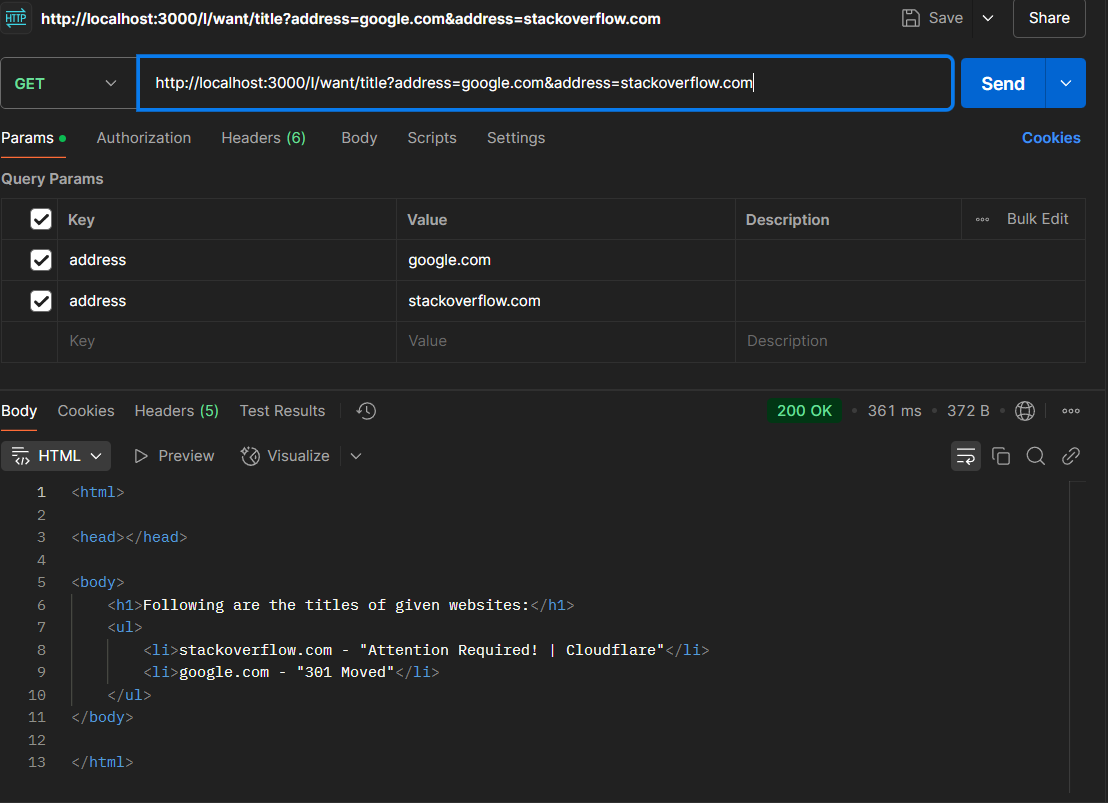 HTTP http://localhost:3000/I/want/title?address=google.com&address=stackoverflow.com Save Share
GET http://localhost:3000/I/want/title?address=google.com&address=stackoverflow.com Send
Params Authorization Headers (6) Body Scripts Settings Cookies
Query Params
Key Value Description Bulk Edit
address google.com
address stackoverflow.com
Key Value Description
Body Cookies Headers (5) Test Results 200 OK 361 ms 372 B
HTML Preview Visualize
1 <html>
2
3 <head></head>
4
5 <body>
6 <h1>Following are the titles of given websites:</h1>
7 <ul>
8 <li>stackoverflow.com - "Attention Required! | Cloudflare"</li>
9 <li>google.com - "301 Moved"</li>
10 </ul>
11 </body>
12
13 </html>